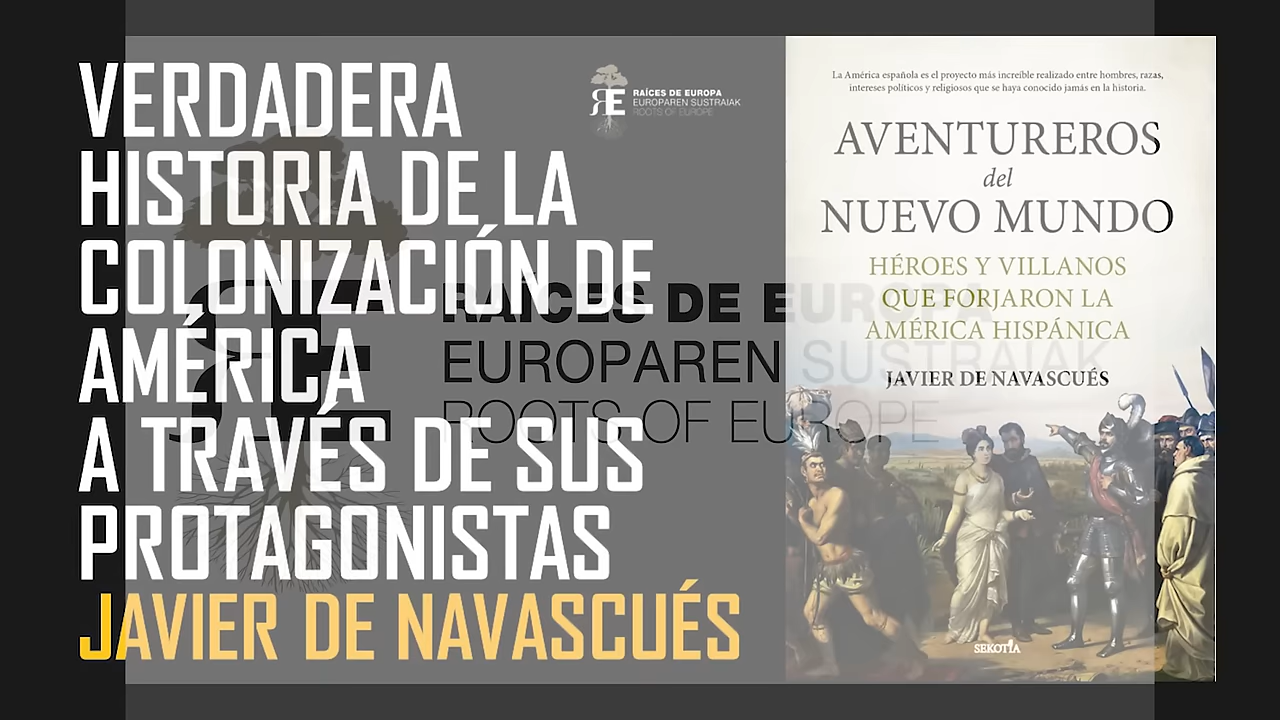 VERDADERA
HISTORIA DE LA
COLONIZACIÓN DE
AMÉRICA
A TRAVÉS DE SUS
PROTAGONISTAS
JAVIER DE NAVASCUÉS
RE
RAÍCES DE EUROPA
EUROPAREN SUSTRAIAK
ROOTS OF EUROPE
RE
RAÍCES DE EUROPA
EUROPAREN SUSTRAIAK
ROOTS OF EUROPE
La América española es el proyecto más increíble realizado entre hombres, razas,
intereses políticos y religiosos que se haya conocido jamás en la historia.
AVENTUREROS
del
NUEVO MUNDO
HÉROES Y VILLANOS
QUE FORJARON LA
AMÉRICA HISPÁNICA
JAVIER DE NAVASCUÉS
SEKOTIA